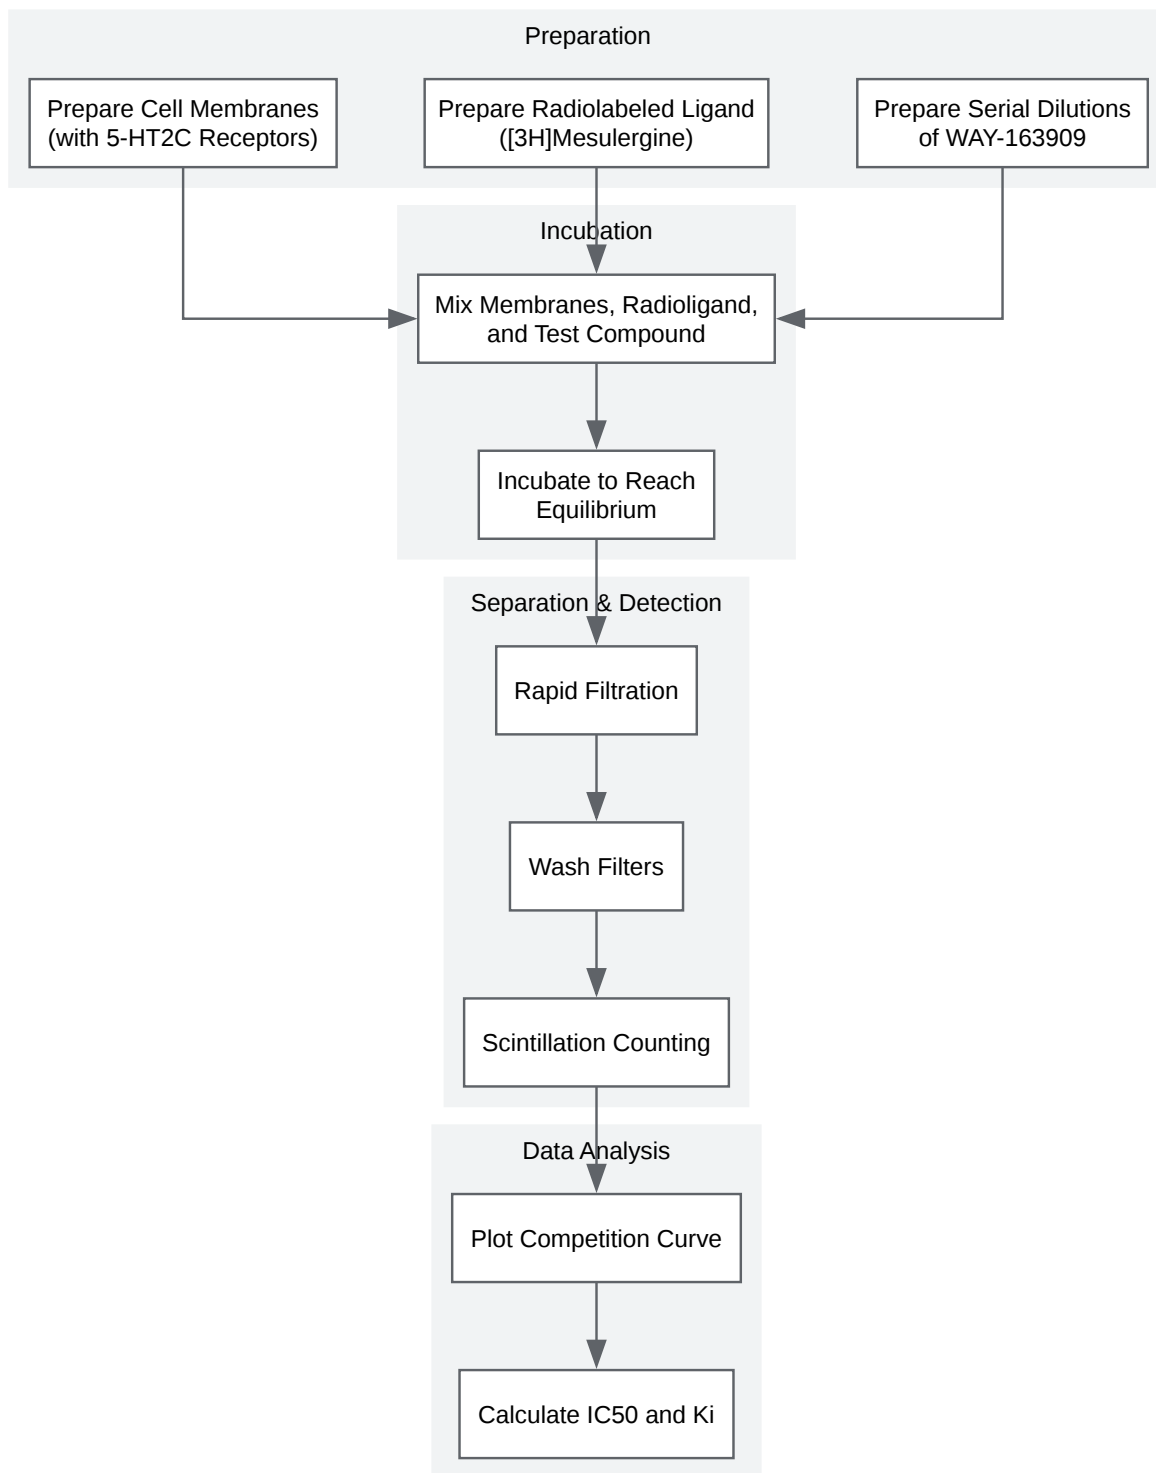 Preparation
Prepare Cell Membranes
(with 5-HT2C Receptors)
Prepare Radiolabeled Ligand
([3H]Mesulergine)
Prepare Serial Dilutions
of WAY-163909
Incubation
Mix Membranes, Radioligand,
and Test Compound
Incubate to Reach
Equilibrium
Separation & Detection
Rapid Filtration
Wash Filters
Scintillation Counting
Data Analysis
Plot Competition Curve
Calculate IC50 and Ki